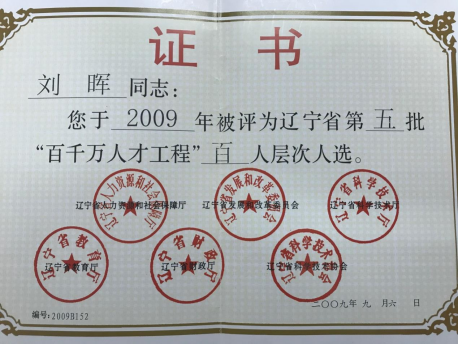 证书
刘晖同志：
您于2009年被评为辽宁省第五批
“百千万人才工程”百人层次人选。
辽宁省人力资源和社会保障厅 辽宁省发展和改革委员会 辽宁省科学技术厅
辽宁省教育厅 辽宁省财政厅 辽宁省科学技术协会
二〇〇九年九月六日
编号：2009B152